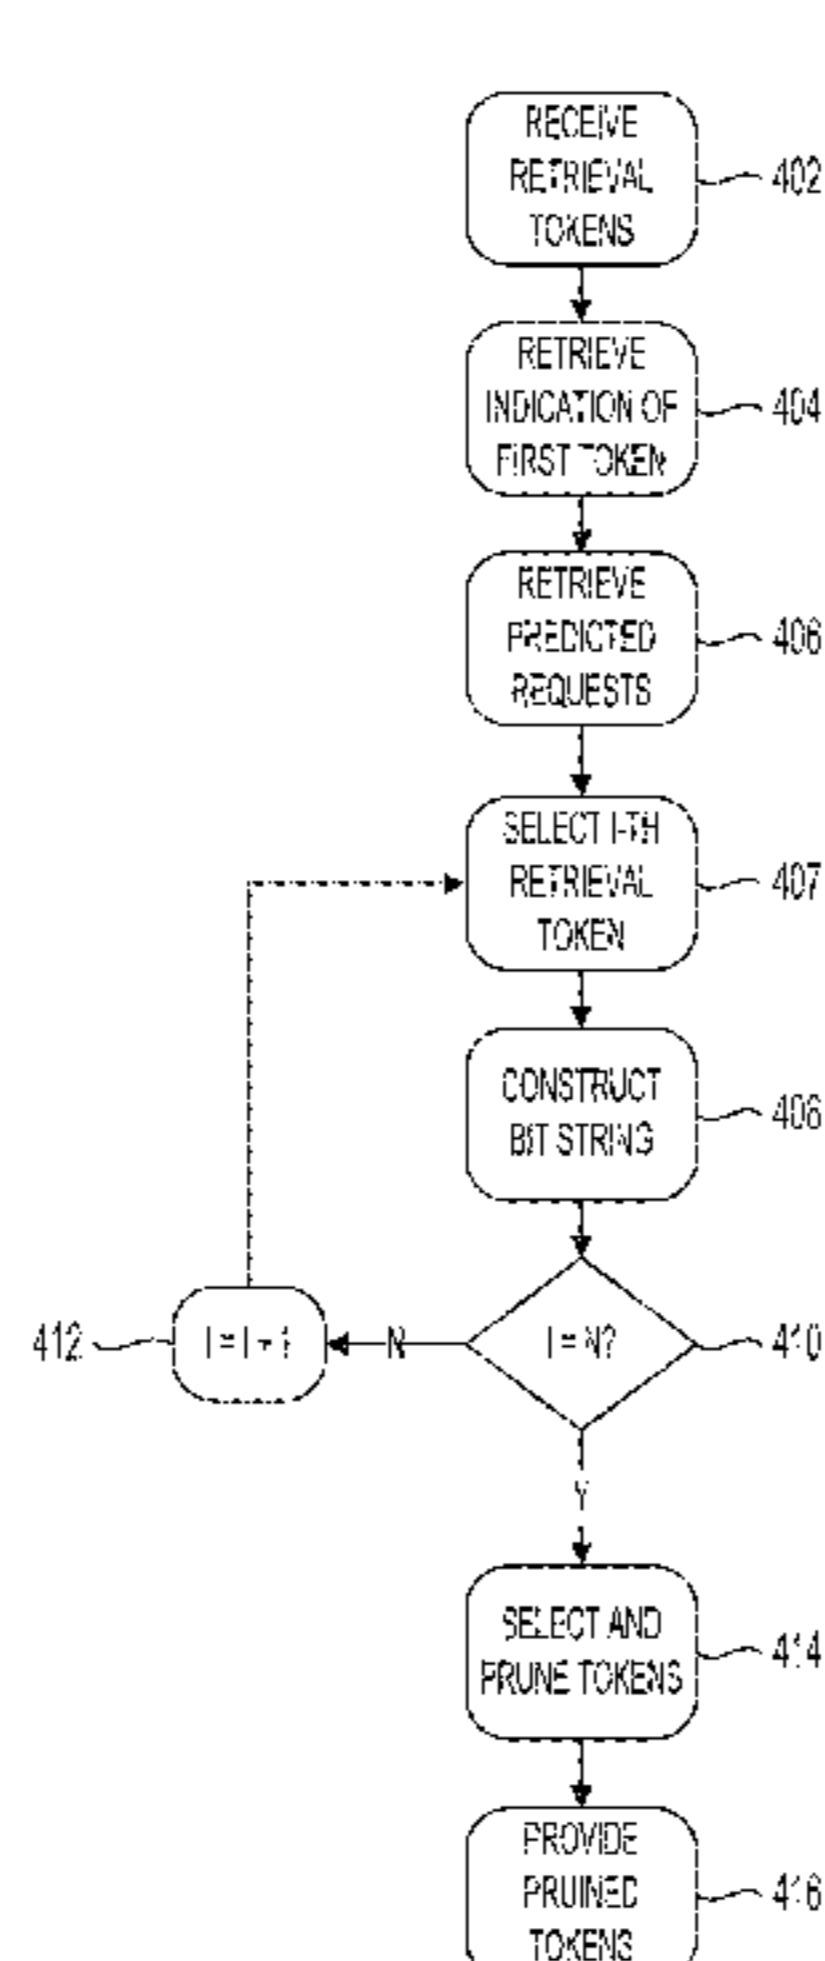 RECEIVE
RETRIEVAL
TOKENS
402
RETRIEVE
INDICATION OF
FIRST TOKEN
404
RETRIEVE
PREDICTED
REQUESTS
406
SELECT I-TH
RETRIEVAL
TOKEN
407
CONSTRUCT
BIT STRING
I = N?
410
N
I = I + 1
412
Y
SELECT AND
PRUNE TOKENS
414
PROVIDE
PRUINED
TOKENS
416